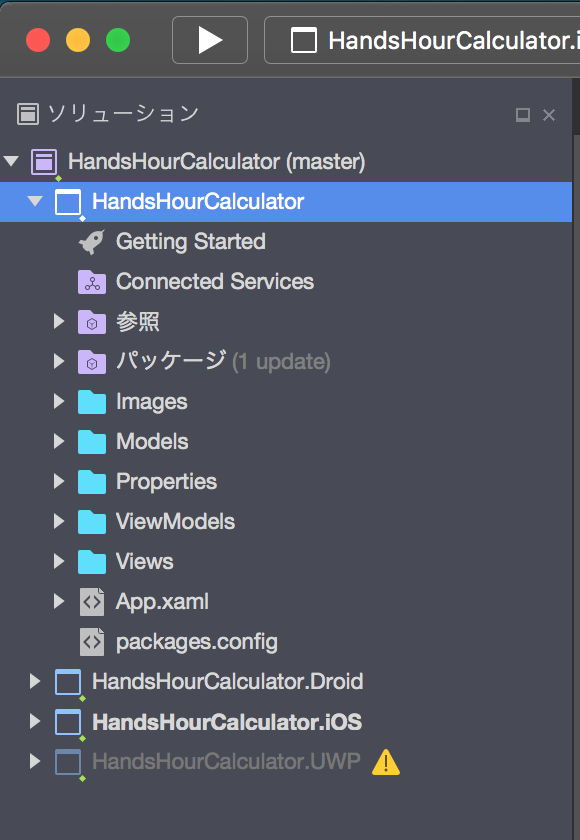 HandsHourCalculator.i
ソリューション
HandsHourCalculator (master)
HandsHourCalculator
Getting Started
Connected Services
参照
パッケージ (1 update)
Images
Models
Properties
ViewModels
Views
App.xaml
packages.config
HandsHourCalculator.Droid
HandsHourCalculator.iOS
HandsHourCalculator.UWP